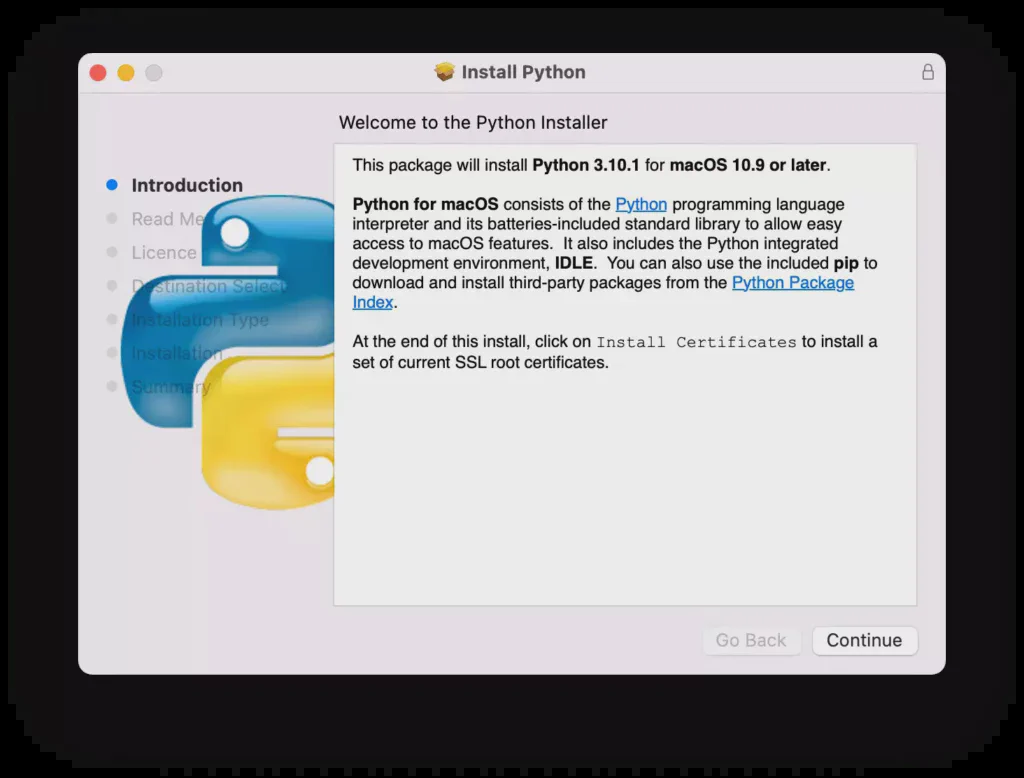 Install Python
Welcome to the Python Installer
Introduction
Read Me
Licence
Destination Select
Installation Type
Installation
Summary
This package will install Python 3.10.1 for macOS 10.9 or later.
Python for macOS consists of the Python programming language
interpreter and its batteries-included standard library to allow easy
access to macOS features.  It also includes the Python integrated
development environment, IDLE.  You can also use the included pip to
download and install third-party packages from the Python Package
Index.
At the end of this install, click on Install Certificates to install a
set of current SSL root certificates.
Go Back
Continue